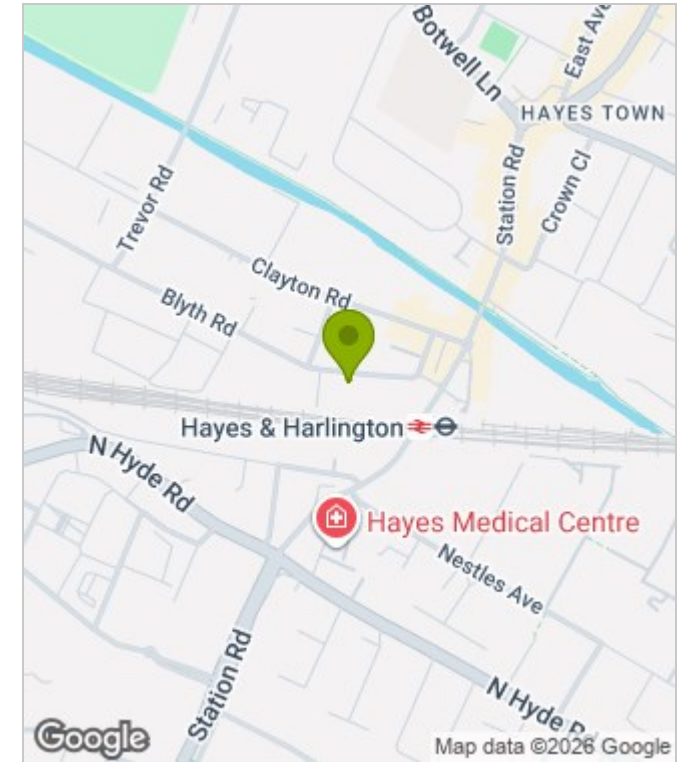 Botwell Ln
East Ave
HAYES TOWN
Station Rd
Crown Cl
Trevor Rd
Clayton Rd
Blyth Rd
Hayes & Harlington
N Hyde Rd
Hayes Medical Centre
Nestles Ave
Station Rd
N Hyde Rd
Google
Map data ©2026 Google